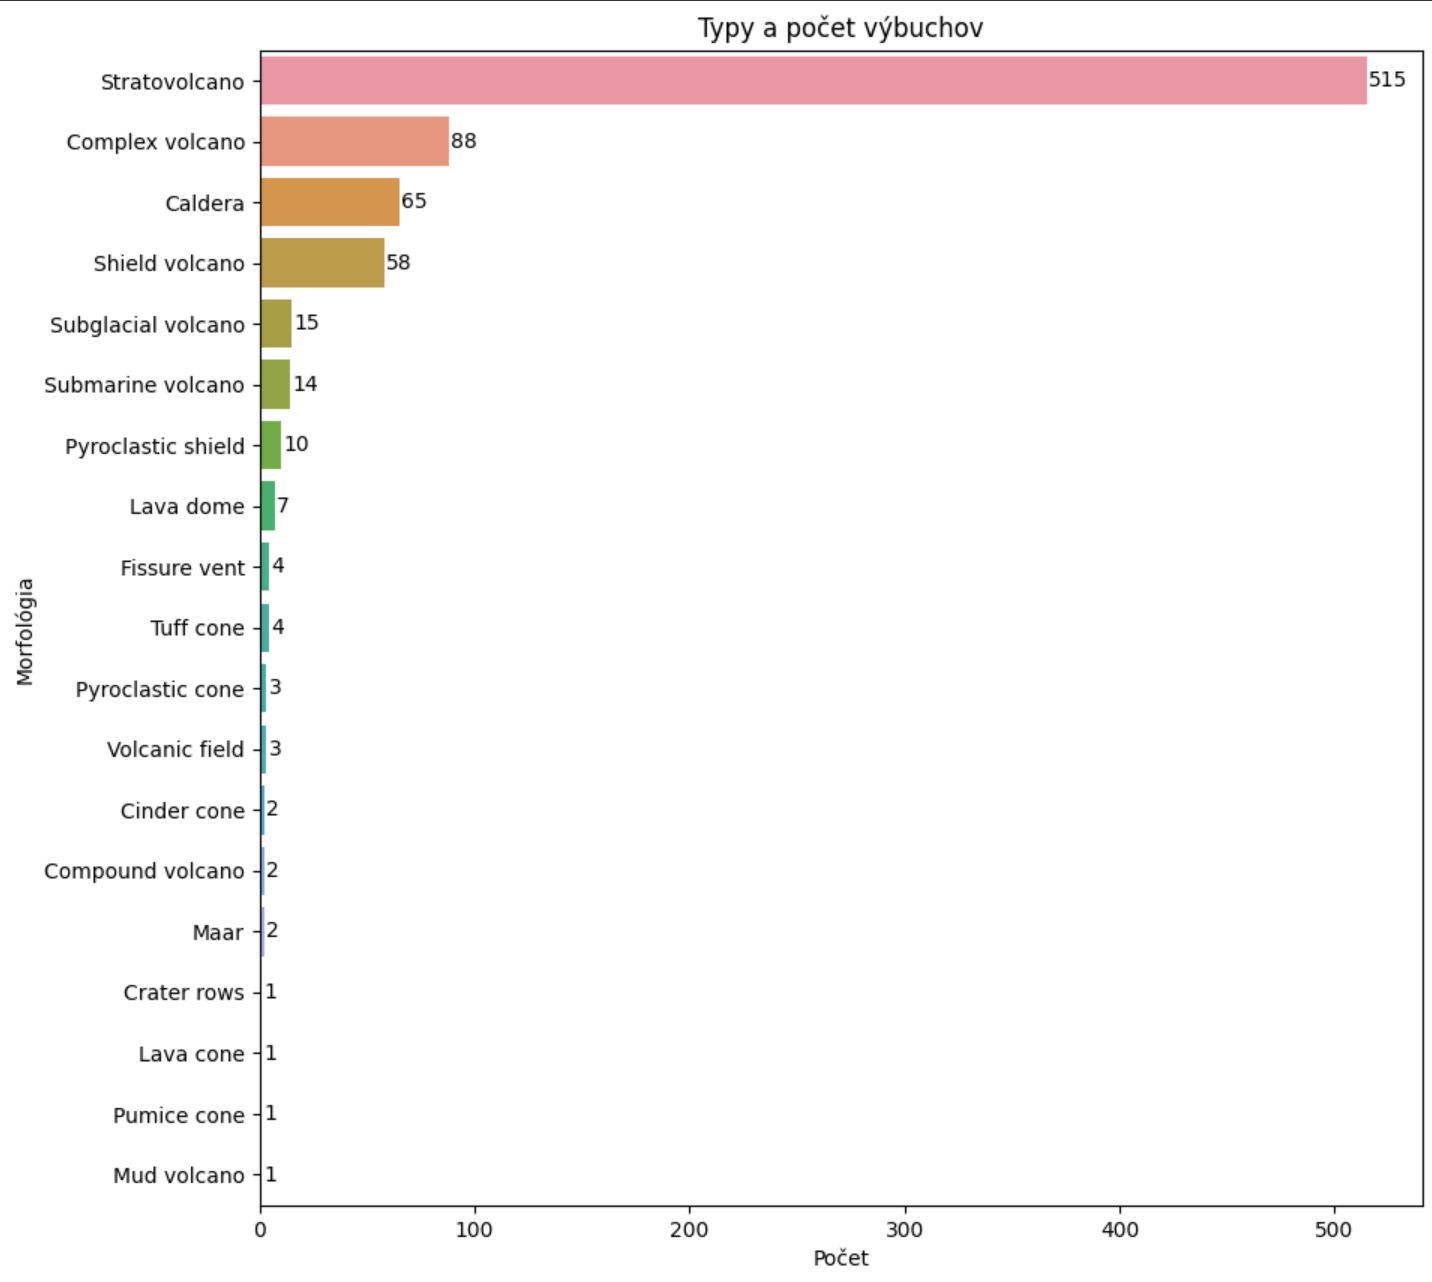 Typy a počet výbuchov
Stratovolcano 515
Complex volcano 88
Caldera 65
Shield volcano 58
Subglacial volcano 15
Submarine volcano 14
Pyroclastic shield 10
Lava dome 7
Fissure vent 4
Tuff cone 4
Pyroclastic cone 3
Volcanic field 3
Cinder cone 2
Compound volcano 2
Maar 2
Crater rows 1
Lava cone 1
Pumice cone 1
Mud volcano 1
Morfológia
0 100 200 300 400 500
Počet